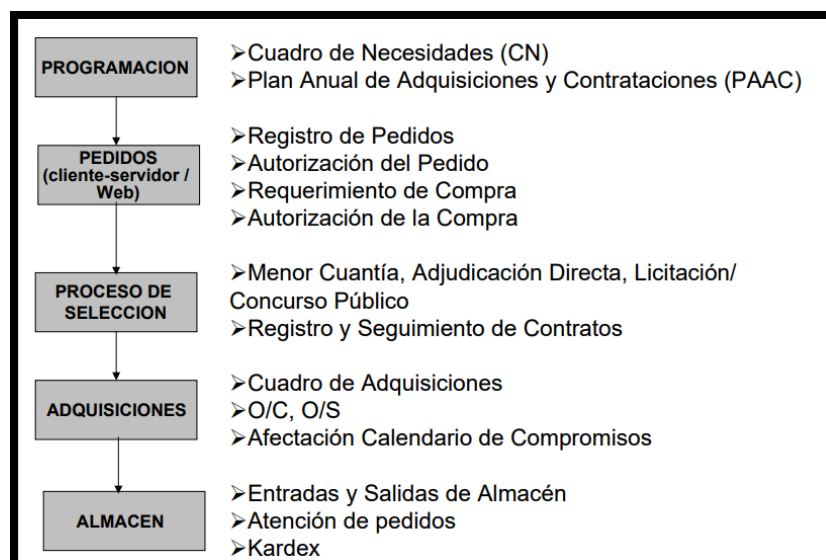 PROGRAMACION
➢Cuadro de Necesidades (CN)
➢Plan Anual de Adquisiciones y Contrataciones (PAAC)
PEDIDOS
(cliente-servidor /
Web)
➢Registro de Pedidos
➢Autorización del Pedido
➢Requerimiento de Compra
➢Autorización de la Compra
PROCESO DE
SELECCION
➢Menor Cuantía, Adjudicación Directa, Licitación/
Concurso Público
➢Registro y Seguimiento de Contratos
ADQUISICIONES
➢Cuadro de Adquisiciones
➢O/C, O/S
➢Afectación Calendario de Compromisos
ALMACEN
➢Entradas y Salidas de Almacén
➢Atención de pedidos
➢Kardex